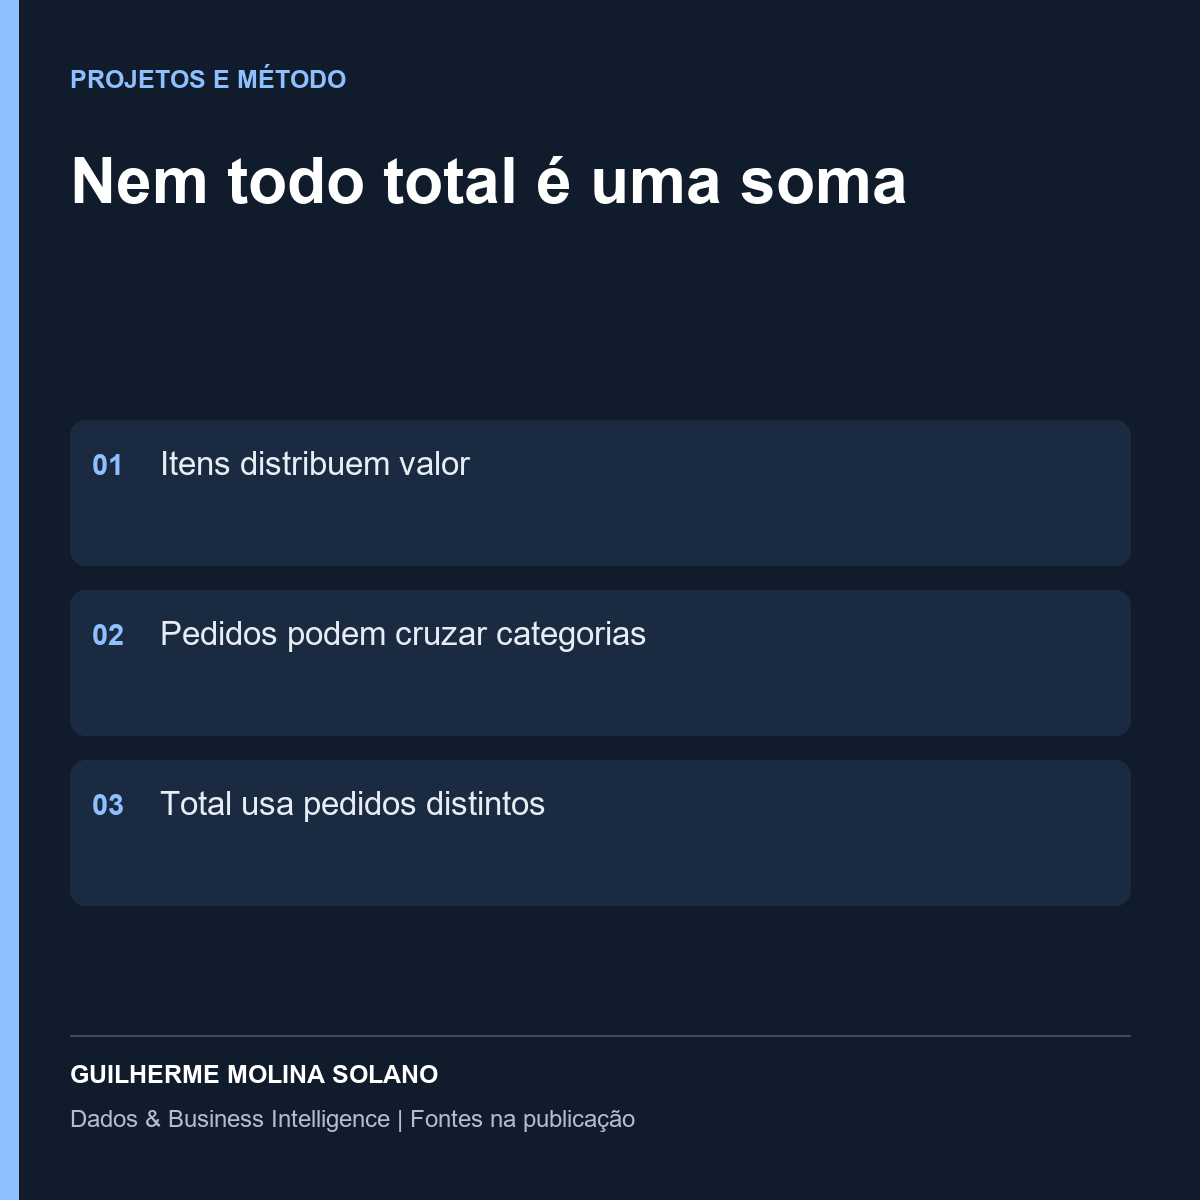 PROJETOS E MÉTODO
Nem todo total é uma soma
01 Itens distribuem valor
02 Pedidos podem cruzar categorias
03 Total usa pedidos distintos
GUILHERME MOLINA SOLANO
Dados & Business Intelligence | Fontes na publicação